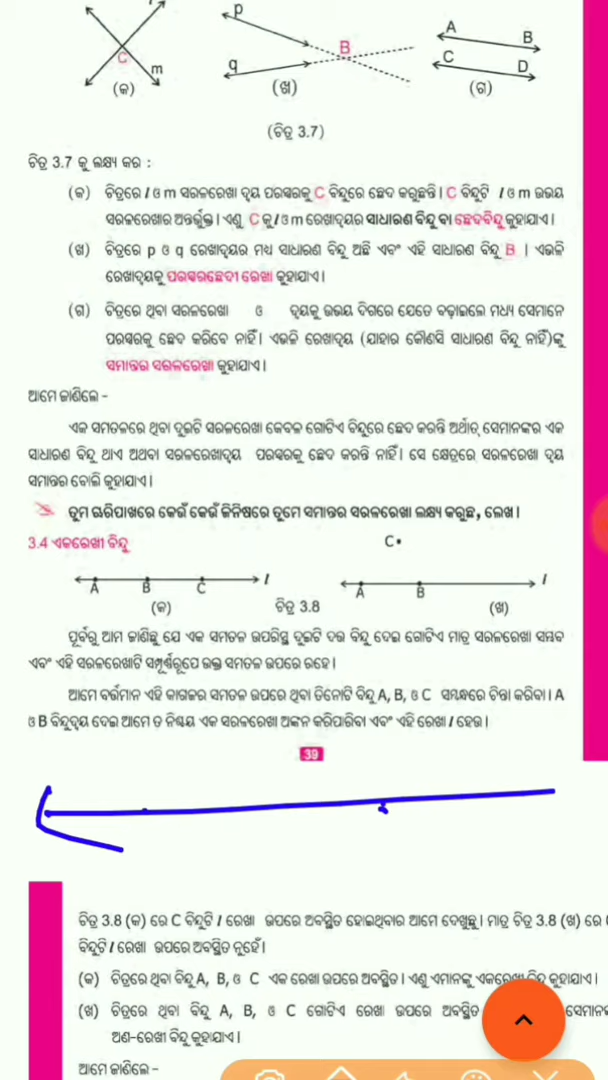 p
B
A
B
C
q
C
D
m
(କ)
(ଖ)
(ଗ)
(ଚିତ୍ର 3.7)
ଚିତ୍ର 3.7 କୁ ଲକ୍ଷ୍ୟ କର :
(କ) ଚିତ୍ରରେ l ଓ m ସରଳରେଖା ଦ୍ୱୟ ପରସ୍ପରକୁ C ବିନ୍ଦୁରେ ଛେଦ କରୁଛନ୍ତି। C ବିନ୍ଦୁଟି l ଓ m ଉଭୟ
ସରଳରେଖାର ଅନ୍ତର୍ଭୁକ୍ତ। ଏଣୁ C କୁ l ଓ m ରେଖାଦ୍ୱୟର ସାଧାରଣ ବିନ୍ଦୁ ବା ଛେଦବିନ୍ଦୁ କୁହାଯାଏ।
(ଖ) ଚିତ୍ରରେ p ଓ q ରେଖାଦ୍ୱୟର ମଧ୍ୟ ସାଧାରଣ ବିନ୍ଦୁ ଅଛି ଏବଂ ଏହି ସାଧାରଣ ବିନ୍ଦୁ B । ଏଭଳି
ରେଖାଦ୍ୱୟକୁ ପରସ୍ପରଛେଦୀ ରେଖା କୁହାଯାଏ।
(ଗ) ଚିତ୍ରରେ ଥିବା ସରଳରେଖା ଓ ଦ୍ୱୟକୁ ଉଭୟ ଦିଗରେ ଯେତେ ବଢ଼ାଇଲେ ମଧ୍ୟ ସେମାନେ
ପରସ୍ପରକୁ ଛେଦ କରିବେ ନାହିଁ। ଏଭଳି ରେଖାଦ୍ୱୟ (ଯାହାର କୌଣସି ସାଧାରଣ ବିନ୍ଦୁ ନାହିଁ)ଙ୍କୁ
ସମାନ୍ତର ସରଳରେଖା କୁହାଯାଏ।
ଆମେ ଜାଣିଲେ -
ଏକ ସମତଳରେ ଥିବା ଦୁଇଟି ସରଳରେଖା କେବଳ ଗୋଟିଏ ବିନ୍ଦୁରେ ଛେଦ କରନ୍ତି ଅର୍ଥାତ୍ ସେମାନଙ୍କର ଏକ
ସାଧାରଣ ବିନ୍ଦୁ ଥାଏ ଅଥବା ସରଳରେଖାଦ୍ୱୟ ପରସ୍ପରକୁ ଛେଦ କରନ୍ତି ନାହିଁ। ସେ କ୍ଷେତ୍ରରେ ସରଳରେଖା ଦ୍ୱୟ
ସମାନ୍ତର ବୋଲି କୁହାଯାଏ।
ତୁମ ଚାରିପାଖରେ କେଉଁ କେଉଁ ଜିନିଷରେ ତୁମେ ସମାନ୍ତର ସରଳରେଖା ଲକ୍ଷ୍ୟ କରୁଛ, ଲେଖ।
3.4 ଏକରେଖୀ ବିନ୍ଦୁ
C
A B C l
A B l
(କ) ଚିତ୍ର 3.8 (ଖ)
ପୂର୍ବରୁ ଆମେ ଜାଣିଛୁ ଯେ ଏକ ସମତଳ ଉପରିସ୍ଥ ଦୁଇଟି ଦତ୍ତ ବିନ୍ଦୁ ଦେଇ ଗୋଟିଏ ମାତ୍ର ସରଳରେଖା ସମ୍ଭବ
ଏବଂ ଏହି ସରଳରେଖାଟି ସମ୍ପୂର୍ଣ୍ଣରୂପେ ଉକ୍ତ ସମତଳ ଉପରେ ରହେ।
ଆମେ ବର୍ତ୍ତମାନ ଏହି କାଗଜର ସମତଳ ଉପରେ ଥିବା ତିନୋଟି ବିନ୍ଦୁ A, B, ଓ C ସମ୍ବନ୍ଧରେ ଚିନ୍ତା କରିବା। A
ଓ B ବିନ୍ଦୁଦ୍ୱୟ ଦେଇ ଆମେ ତ ନିଶ୍ଚୟ ଏକ ସରଳରେଖା ଅଙ୍କନ କରିପାରିବା ଏବଂ ଏହି ରେଖା l ହେଉ।
39
ଚିତ୍ର 3.8 (କ) ରେ C ବିନ୍ଦୁଟି l ରେଖା ଉପରେ ଅବସ୍ଥିତ ହୋଇଥିବାର ଆମେ ଦେଖୁଛୁ। ମାତ୍ର ଚିତ୍ର 3.8 (ଖ) ରେ
ବିନ୍ଦୁଟି l ରେଖା ଉପରେ ଅବସ୍ଥିତ ନୁହେଁ।
(କ) ଚିତ୍ରରେ ଥିବା ବିନ୍ଦୁ A, B, ଓ C ଏକ ରେଖା ଉପରେ ଅବସ୍ଥିତ। ଏଣୁ ଏମାନଙ୍କୁ ଏକରେଖୀ ବିନ୍ଦୁ କୁହାଯାଏ।
(ଖ) ଚିତ୍ରରେ ଥିବା ବିନ୍ଦୁ A, B, ଓ C ଗୋଟିଏ ରେଖା ଉପରେ ଅବସ୍ଥିତ
ଅଣ-ରେଖୀ ବିନ୍ଦୁ କୁହାଯାଏ।
ଆମେ ଜାଣିଲେ -